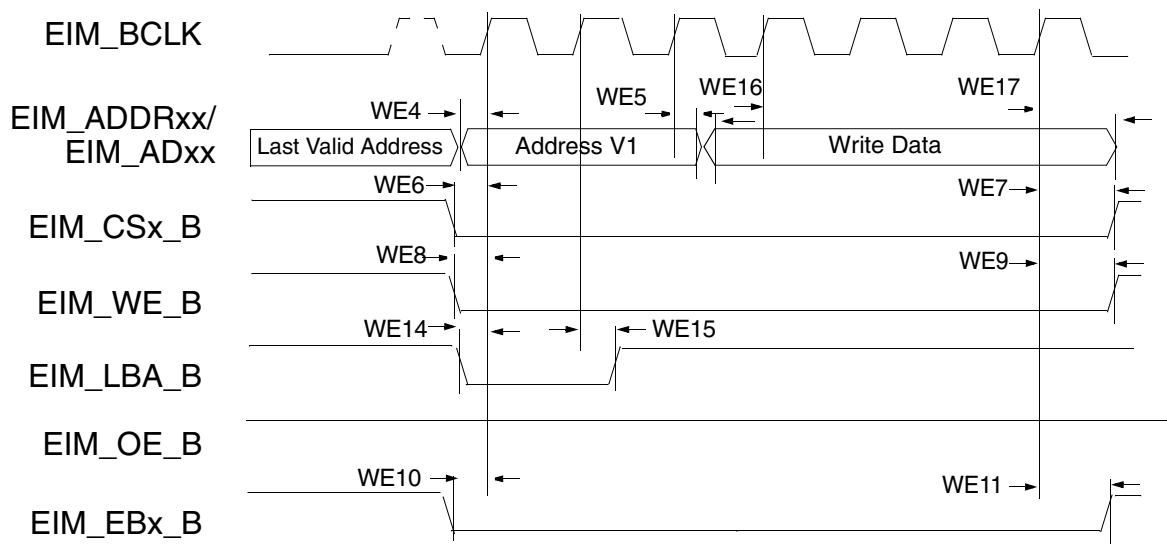 EIM_BCLK
WE4
WE5
WE16
WE17
EIM_ADDRxx/
EIM_ADxx
Last Valid Address
Address V1
Write Data
WE6
WE7
EIM_CSx_B
WE8
WE9
EIM_WE_B
WE14
WE15
EIM_LBA_B
EIM_OE_B
WE10
WE11
EIM_EBx_B